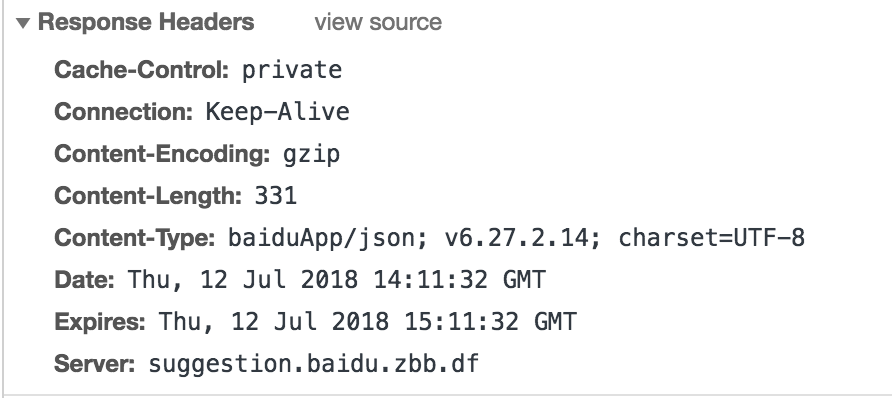 Response Headers view source
Cache-Control: private
Connection: Keep-Alive
Content-Encoding: gzip
Content-Length: 331
Content-Type: baiduApp/json; v6.27.2.14; charset=UTF-8
Date: Thu, 12 Jul 2018 14:11:32 GMT
Expires: Thu, 12 Jul 2018 15:11:32 GMT
Server: suggestion.baidu.zbb.df